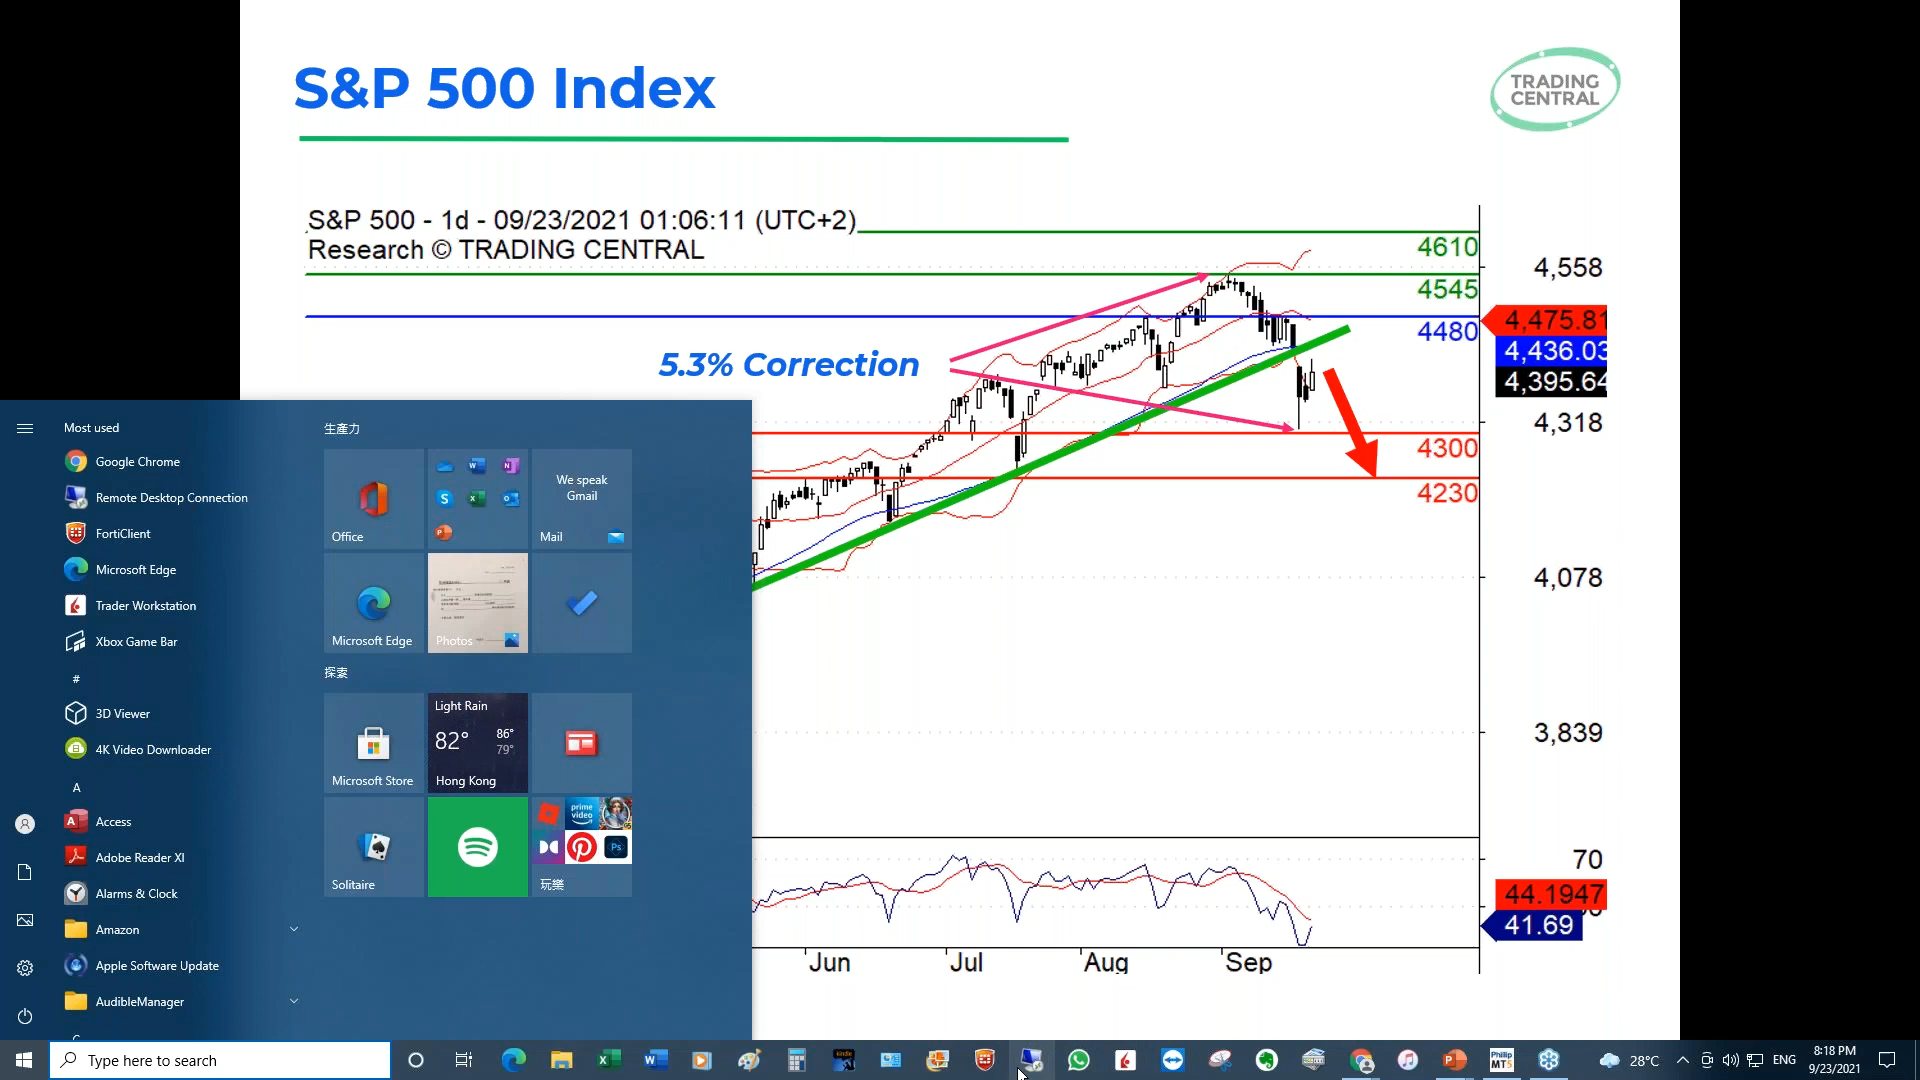 S&P 500 Index
TRADING
CENTRAL
S&P 500 - 1d - 09/23/2021 01:06:11 (UTC+2)
Research © TRADING CENTRAL
4610
4545
4480
4300
4230
4,558
4,475.81
4,436.03
4,395.64
4,318
4,078
3,839
70
44.1947
41.69
5.3% Correction
Jun
Jul
Aug
Sep
Most used
Google Chrome
Remote Desktop Connection
FortiClient
Microsoft Edge
Trader Workstation
Xbox Game Bar
#
3D Viewer
4K Video Downloader
A
Access
Adobe Reader XI
Alarms & Clock
Amazon
Apple Software Update
AudibleManager
生產力
Office
We speak
Gmail
Mail
Microsoft Edge
Photos
探索
Microsoft Store
Light Rain
82°
86°
79°
Hong Kong
Solitaire
prime
video
Ps
玩樂
Type here to search
kindle
Phillip
MTS
28°C
ENG
8:18 PM
9/23/2021